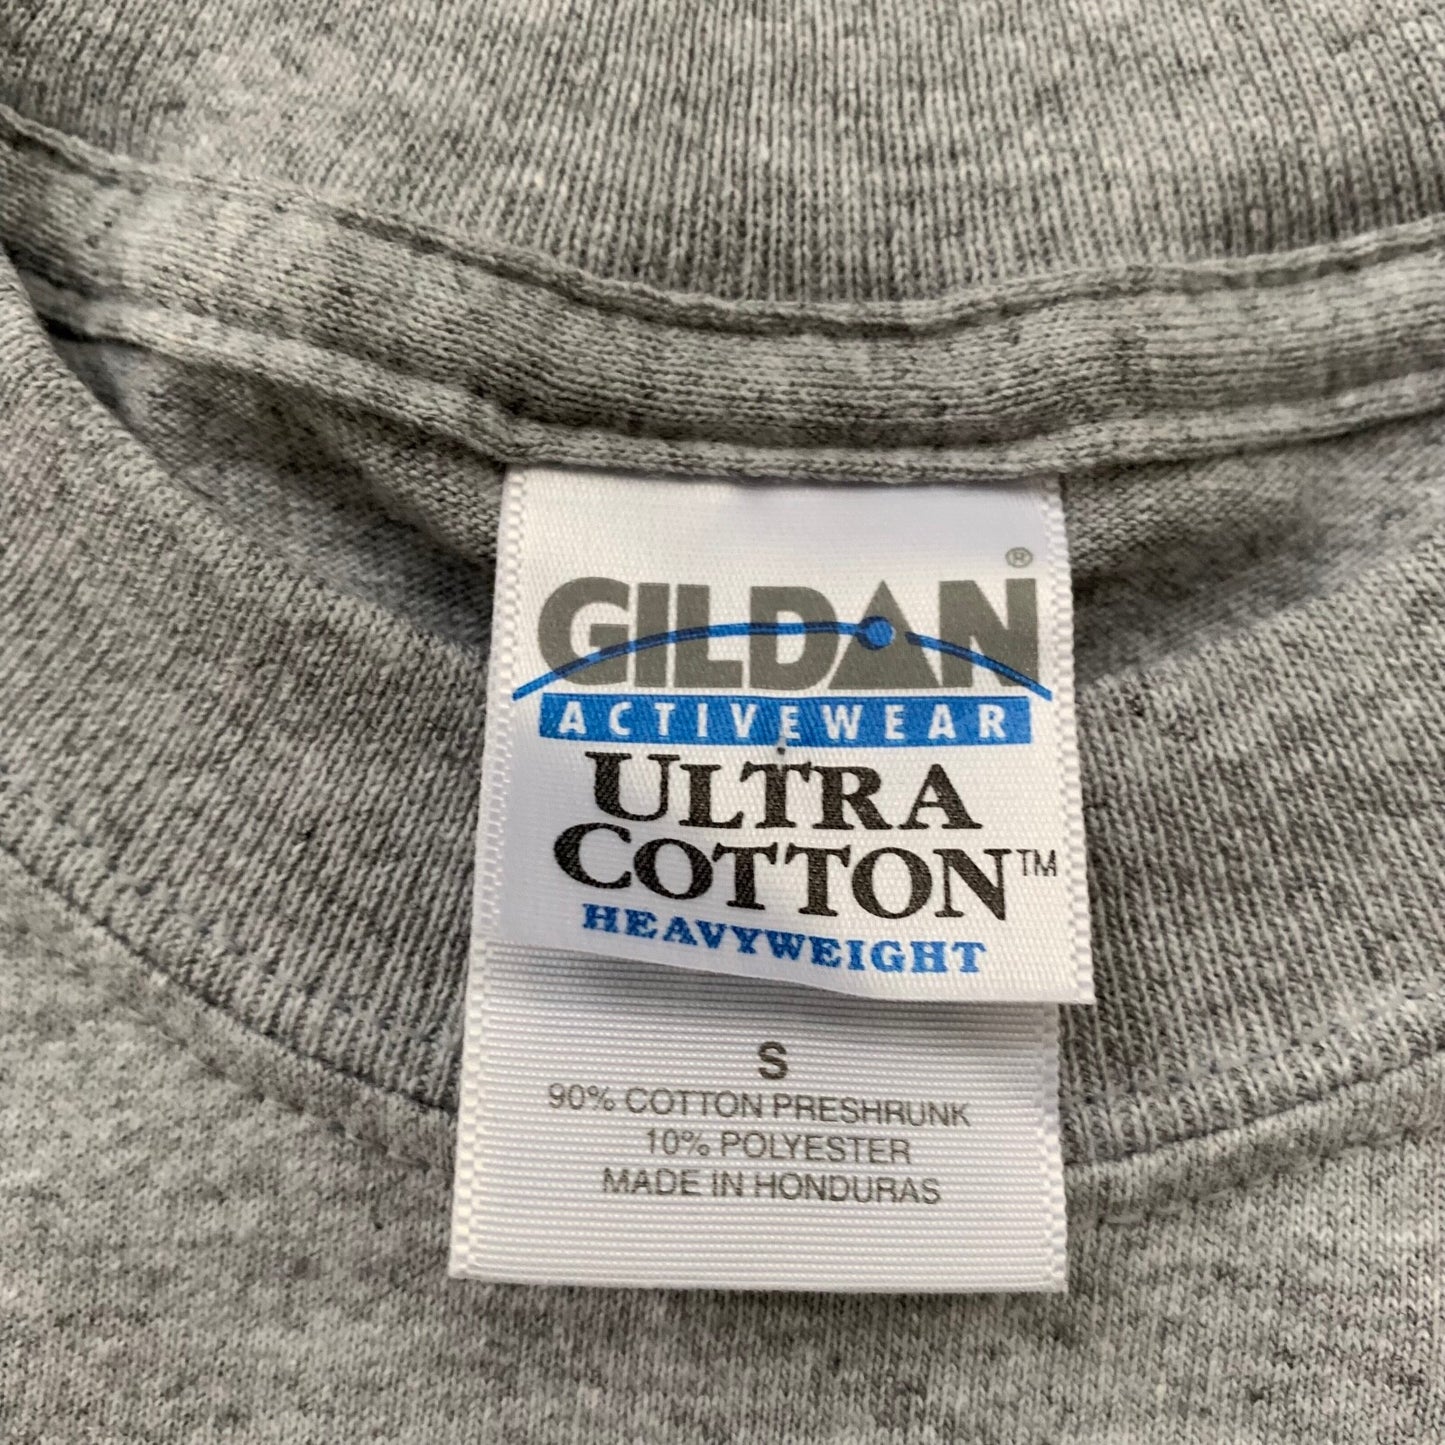 GILDAN®
ACTIVEWEAR
ULTRA
COTTON™
HEAVYWEIGHT
S
90% COTTON PRESHRUNK
10% POLYESTER
MADE IN HONDURAS